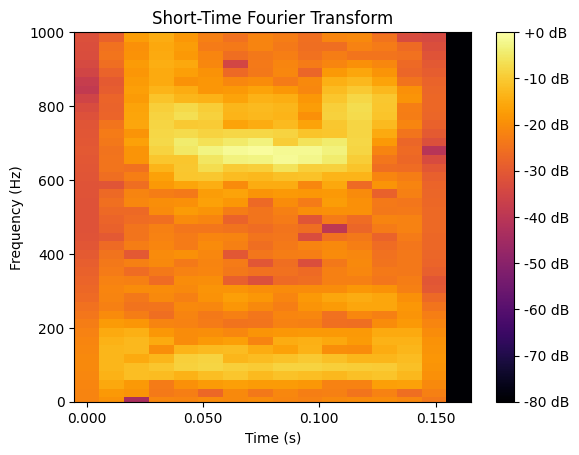 Short-Time Fourier Transform
1000
800
600
400
200
0
Frequency (Hz)
0.000
0.050
0.100
0.150
Time (s)
+0 dB
-10 dB
-20 dB
-30 dB
-40 dB
-50 dB
-60 dB
-70 dB
-80 dB